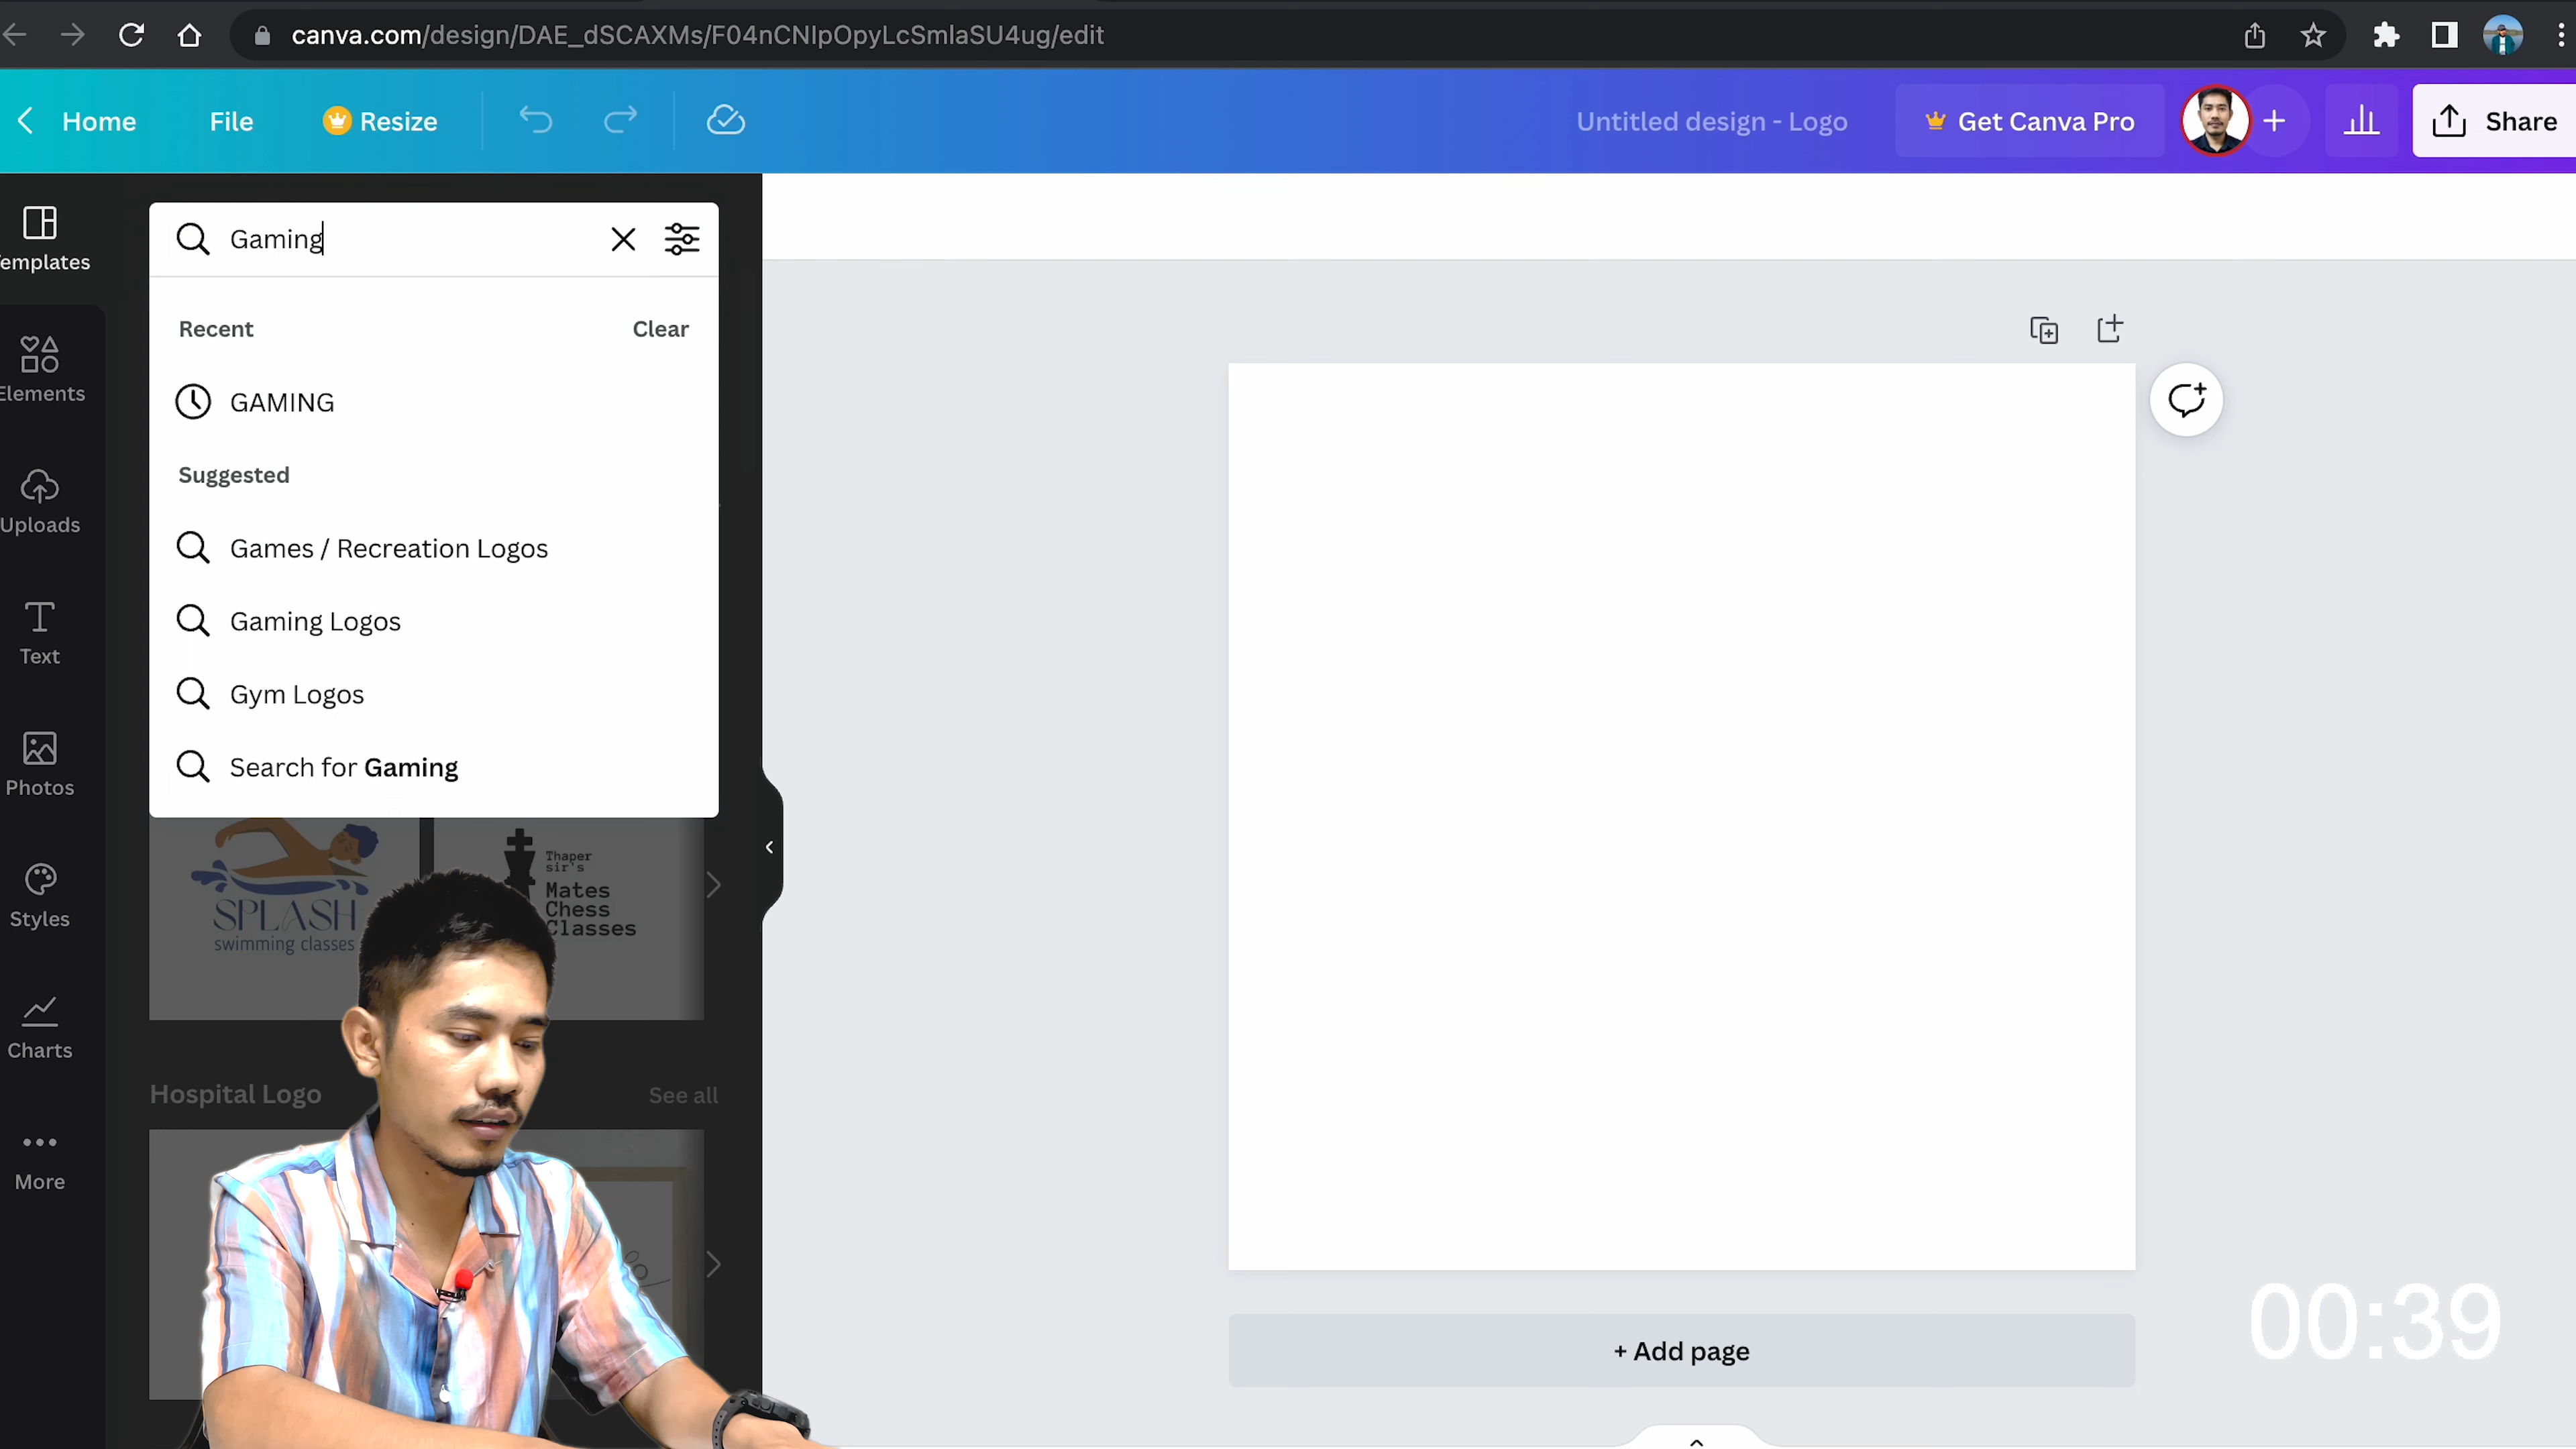 canva.com/design/DAE_dSCAXMs/F04nCNIpOpyLcSmlaSU4ug/edit
Home
File
Resize
Untitled design - Logo
Get Canva Pro
Share
emplates
Elements
Uploads
Text
Photos
Styles
Charts
More
Gaming
Recent
Clear
GAMING
Suggested
Games / Recreation Logos
Gaming Logos
Gym Logos
Search for Gaming
SPLASH
swimming classes
Thaper
sir's
Mates
Chess
Classes
Hospital Logo
See all
+ Add page
00:39